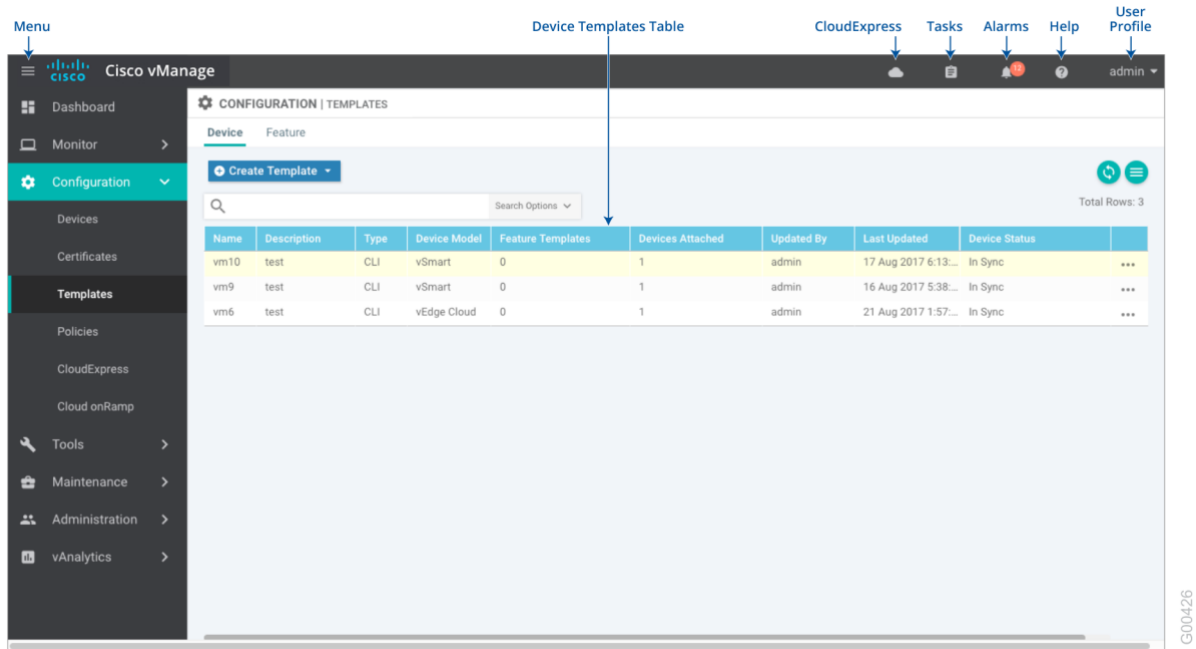 User
Menu Device Templates Table CloudExpress Tasks Alarms Help Profile
cisco Cisco vManage admin
Dashboard
CONFIGURATION | TEMPLATES
Device Feature
Monitor
Create Template
Configuration
Search Options
Total Rows: 3
Devices
Name Description Type Device Model Feature Templates Devices Attached Updated By Last Updated Device Status
Certificates
vm10 test CLI vSmart 0 1 admin 17 Aug 2017 6:13:... In Sync ...
Templates
vm9 test CLI vSmart 0 1 admin 16 Aug 2017 5:38:... In Sync ...
vm6 test CLI vEdge Cloud 0 1 admin 21 Aug 2017 1:57:... In Sync ...
Policies
CloudExpress
Cloud onRamp
Tools
Maintenance
Administration
vAnalytics
G00426